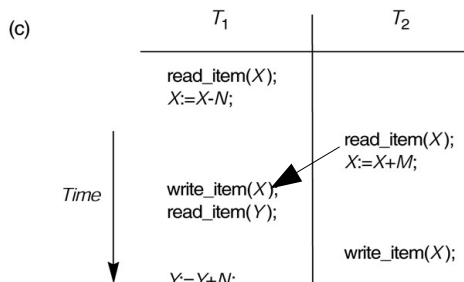 (c)
T1 T2
read_item(X);
X:=X-N;
read_item(X);
X:=X+M;
Time
write_item(X);
read_item(Y);
write_item(X);
Y:=Y+N;